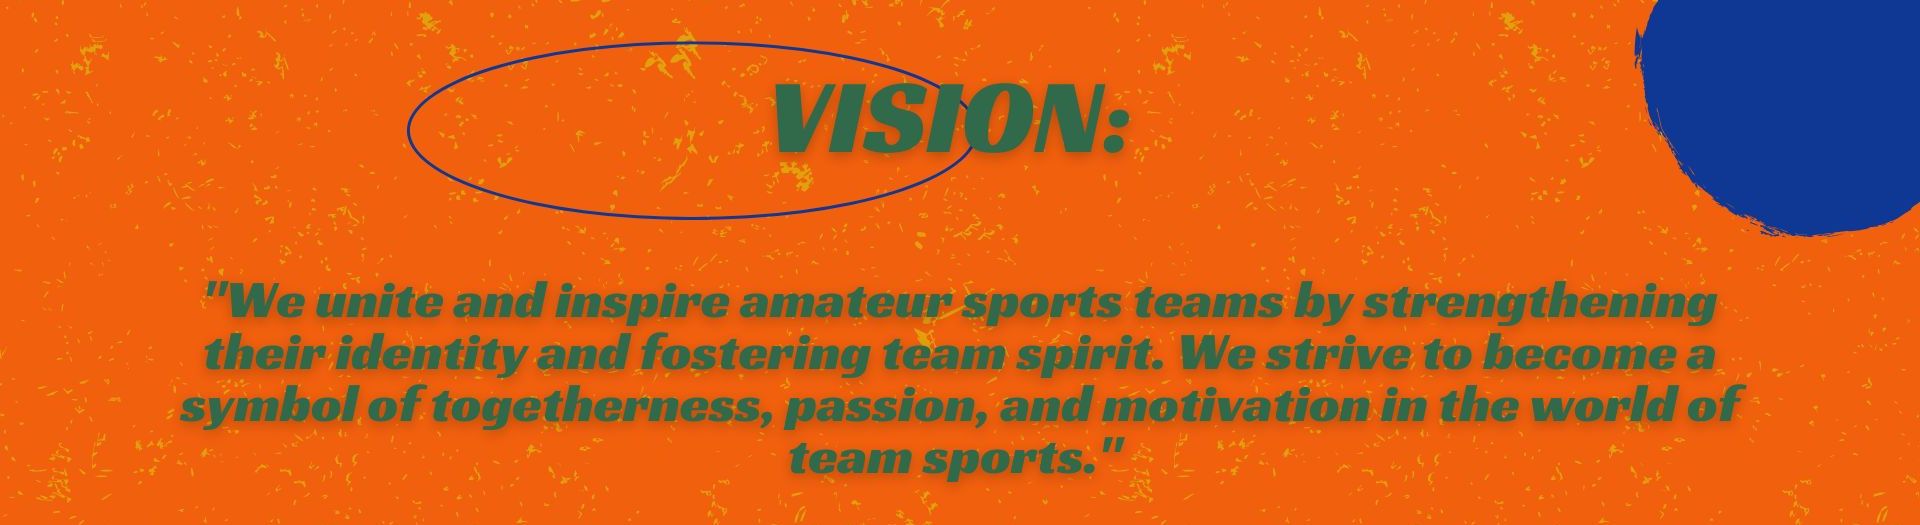 VISION:
"We unite and inspire amateur sports teams by strengthening
their identity and fostering team spirit. We strive to become a
symbol of togetherness, passion, and motivation in the world of
team sports."